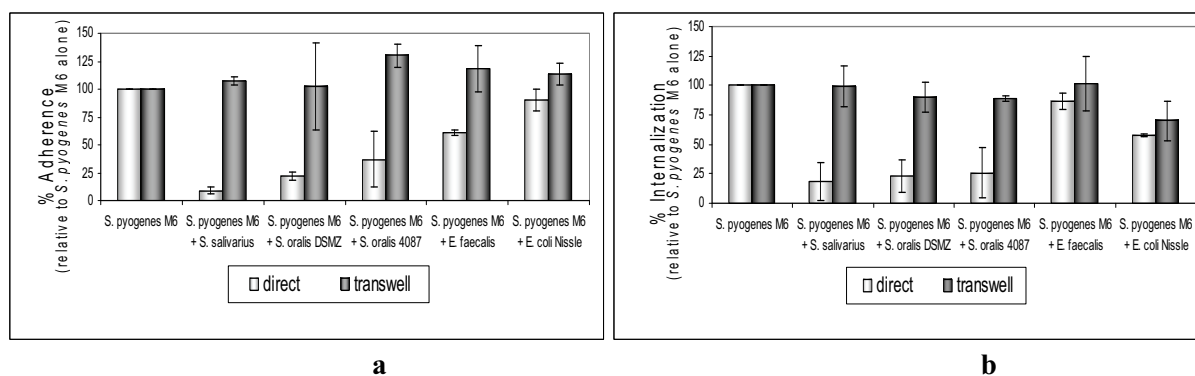 % Adherence
(relative to S. pyogenes M6 alone)
150
125
100
75
50
25
0
S. pyogenes M6
S. pyogenes M6
+ S. salivarius
S. pyogenes M6
+ S. oralis DSMZ
S. pyogenes M6
+ S. oralis 4087
S. pyogenes M6
+ E. faecalis
S. pyogenes M6
+ E. coli Nissle
direct
transwell
a
% Internalization
(relative to S. pyogenes M6 alone)
150
125
100
75
50
25
0
S. pyogenes M6
S. pyogenes M6
+ S. salivarius
S. pyogenes M6
+ S. oralis DSMZ
S. pyogenes M6
+ S. oralis 4087
S. pyogenes M6
+ E. faecalis
S. pyogenes M6
+ E. coli Nissle
direct
transwell
b